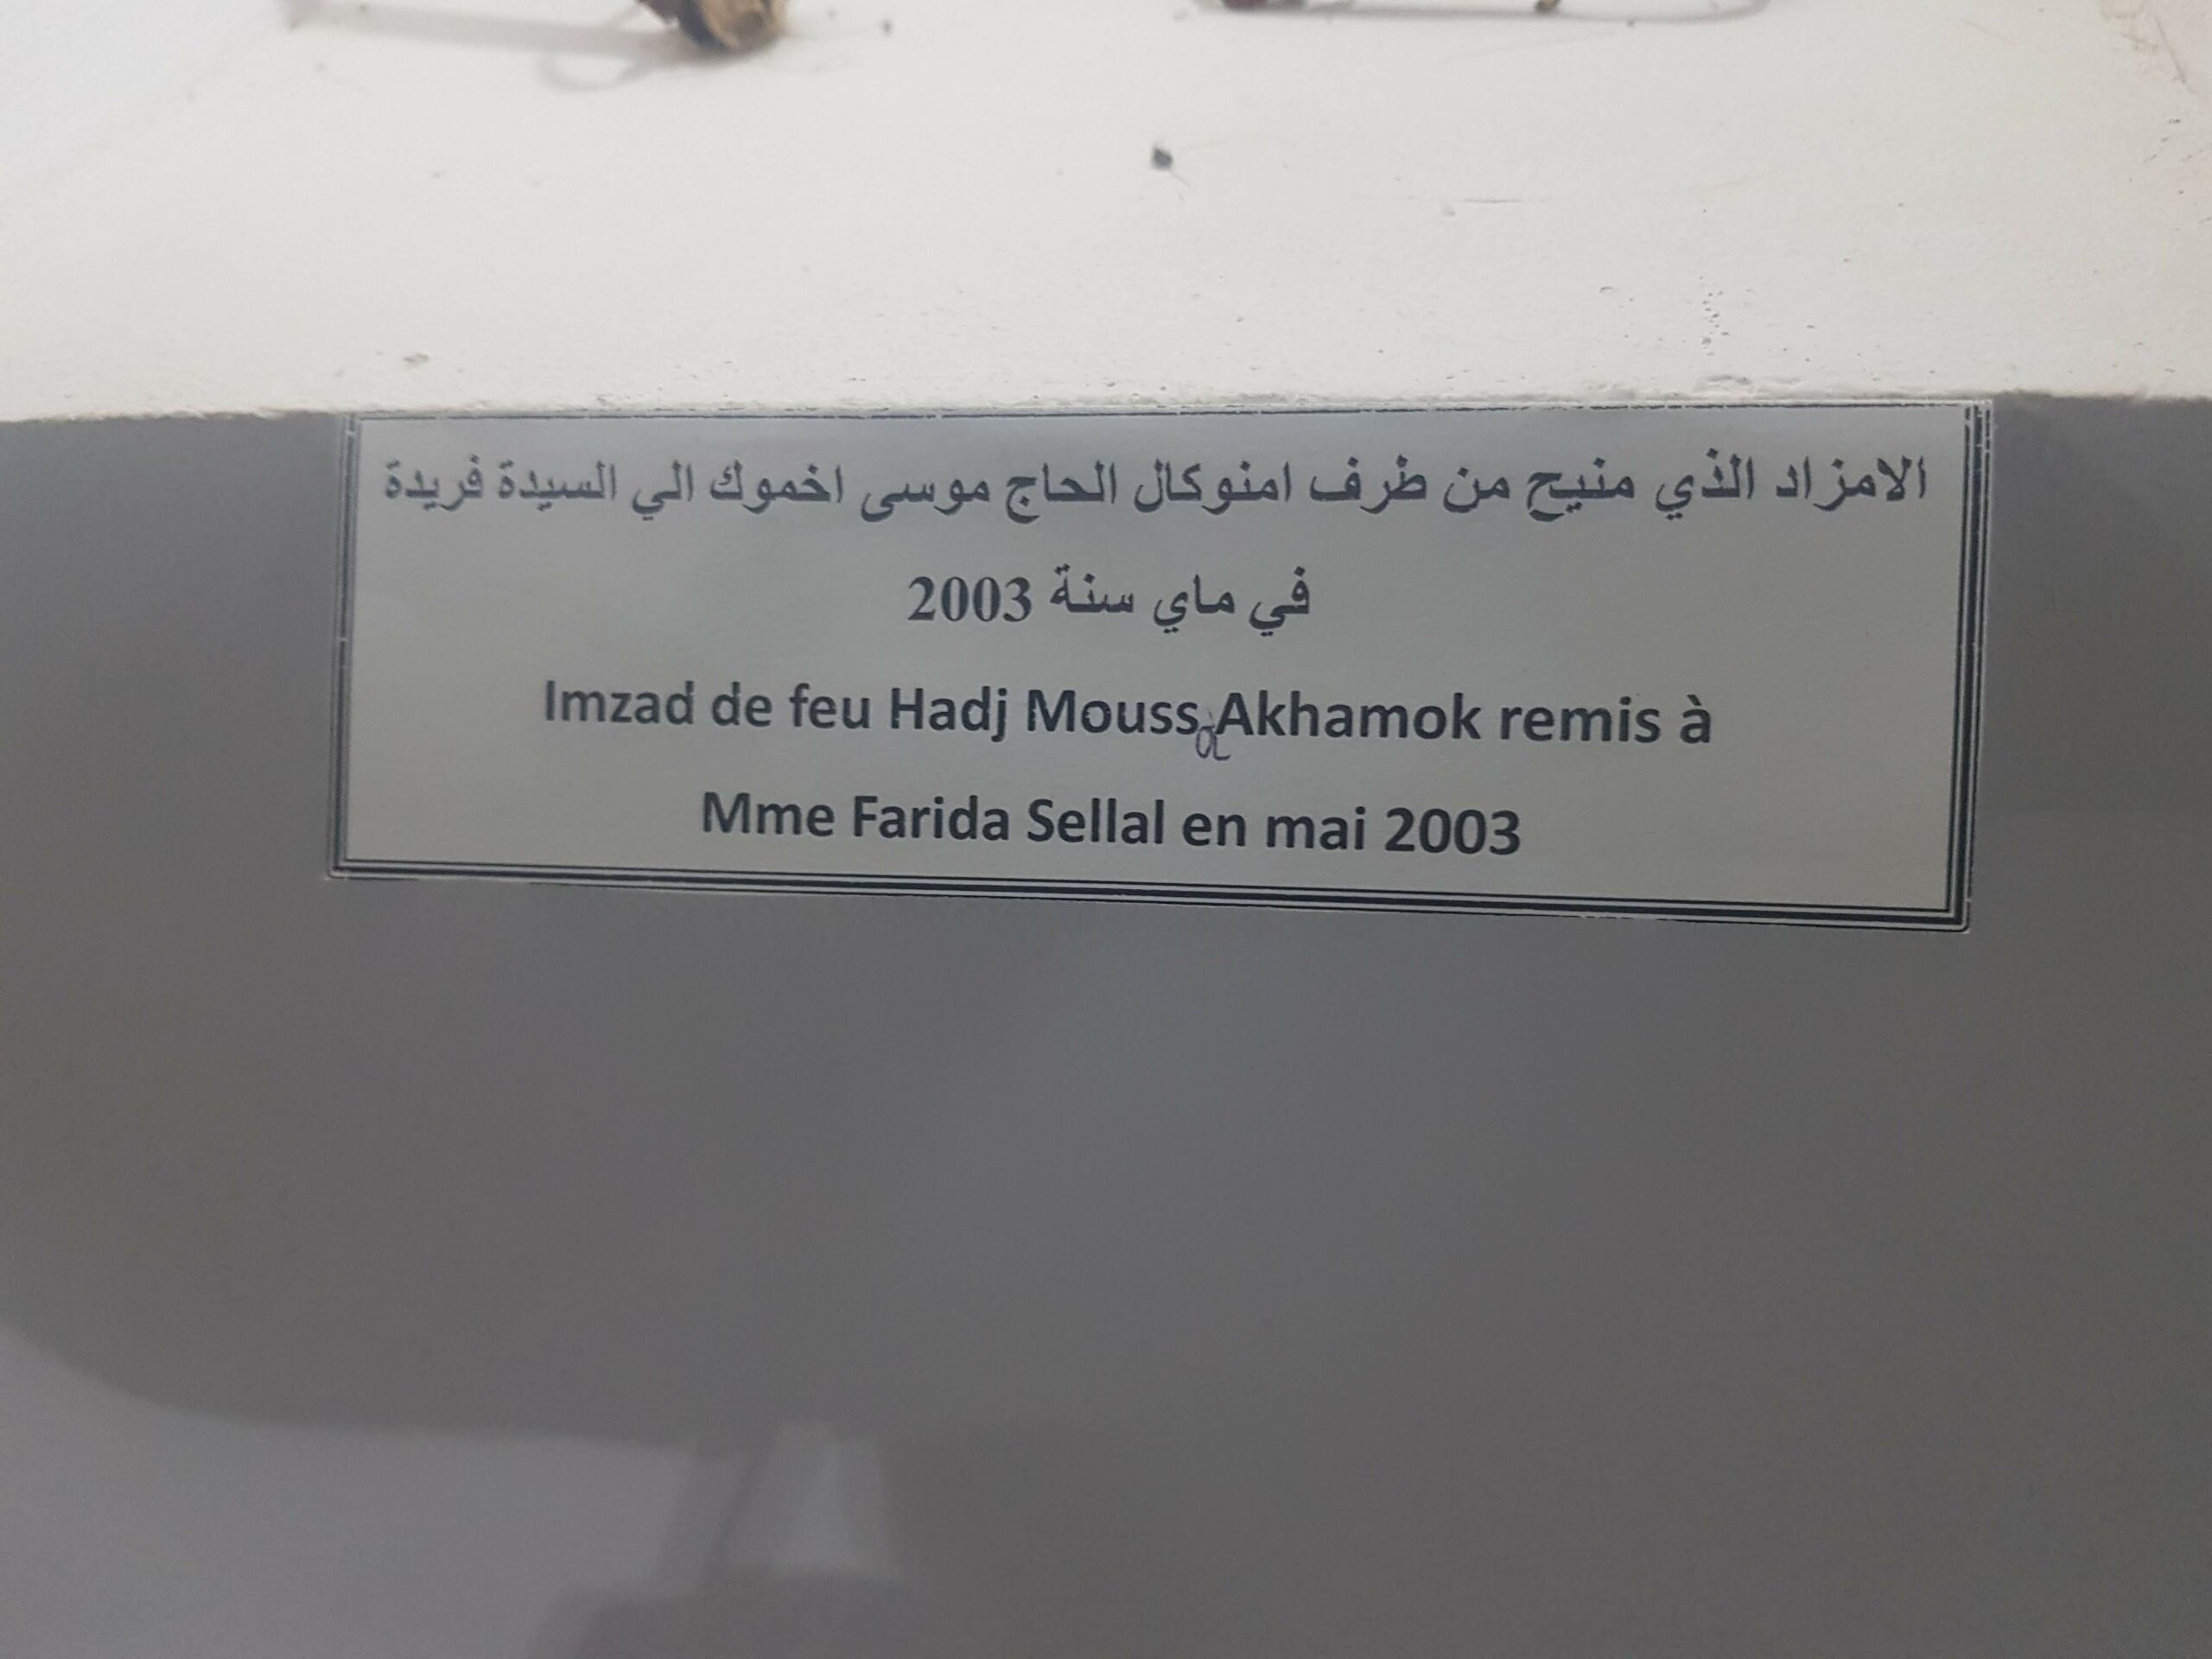 الامزاد الذي منيح من طرف امنوكال الحاج موسى اخموك الي السيدة فريدة
في ماي سنة 2003
Imzad de feu Hadj Moussa Akhamok remis à
Mme Farida Sellal en mai 2003